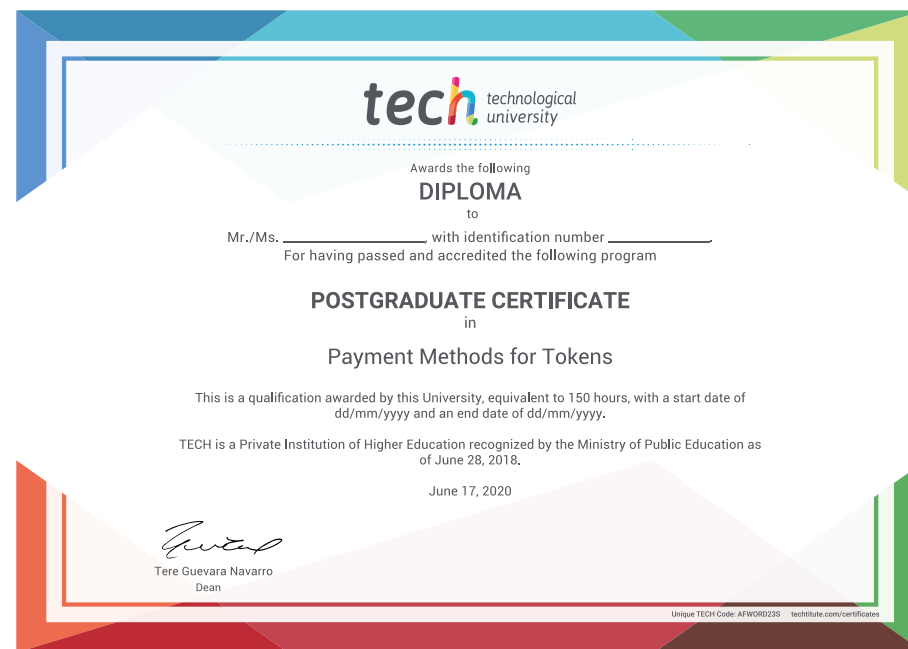 tech technological
university
Awards the following
DIPLOMA
to
Mr./Ms. ____________________, with identification number ______________.
For having passed and accredited the following program
POSTGRADUATE CERTIFICATE
in
Payment Methods for Tokens
This is a qualification awarded by this University, equivalent to 150 hours, with a start date of
dd/mm/yyyy and an end date of dd/mm/yyyy.
TECH is a Private Institution of Higher Education recognized by the Ministry of Public Education as
of June 28, 2018.
June 17, 2020
Tere Guevara Navarro
Dean
Unique TECH Code: AFWORD23S techtitute.com/certificates